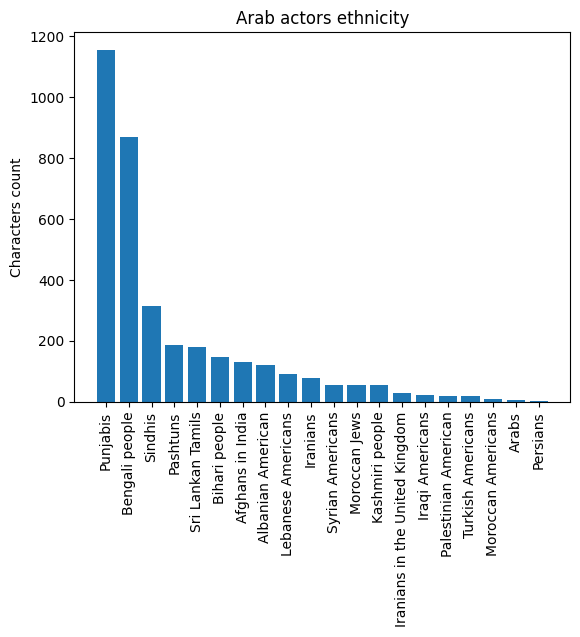 Arab actors ethnicity
Characters count
1200
1000
800
600
400
200
0
Punjabis
Bengali people
Sindhis
Pashtuns
Sri Lankan Tamils
Bihari people
Afghans in India
Albanian American
Lebanese Americans
Iranians
Syrian Americans
Moroccan Jews
Kashmiri people
Iranians in the United Kingdom
Iraqi Americans
Palestinian American
Turkish Americans
Moroccan Americans
Arabs
Persians